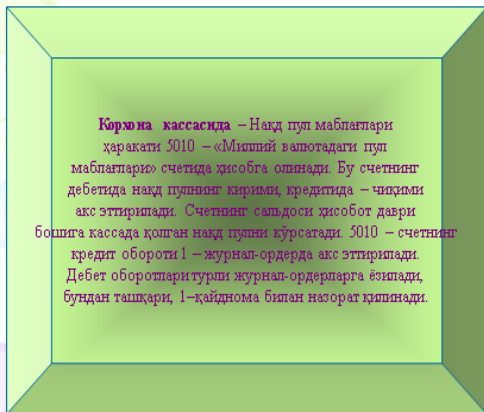 Корхона кассасида – Нақд пул маблағлари
ҳаракати 5010 – «Миллий валютадаги пул
маблағлари» счетида ҳисобга олинади. Бу счетнинг
дебетида нақд пулнинг кирими, кредитида – чиқими
акс эттирилади. Счетнинг сальдоси ҳисобот даври
бошига кассада қолган нақд пулни кўрсатади. 5010 – счетнинг
кредит обороти 1 – журнал-ордерда акс эттирилади.
Дебет оборотлари турли журнал-ордерларга ёзилади,
бундан ташқари, 1–қайднома билан назорат қилинади.